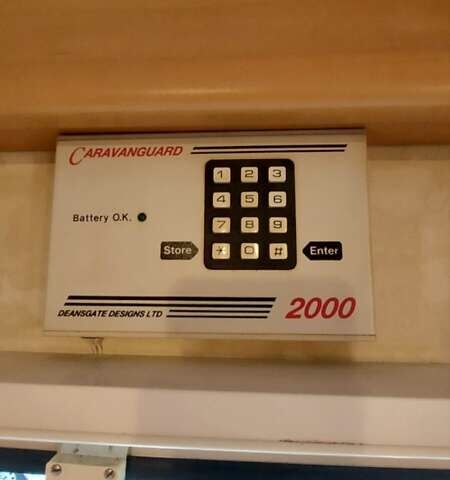 CARAVANGUARD
1 2 3
4 5 6
Battery O.K.
7 8 9
Store * 0 # Enter
DEANSGATE DESIGNS LTD
2000